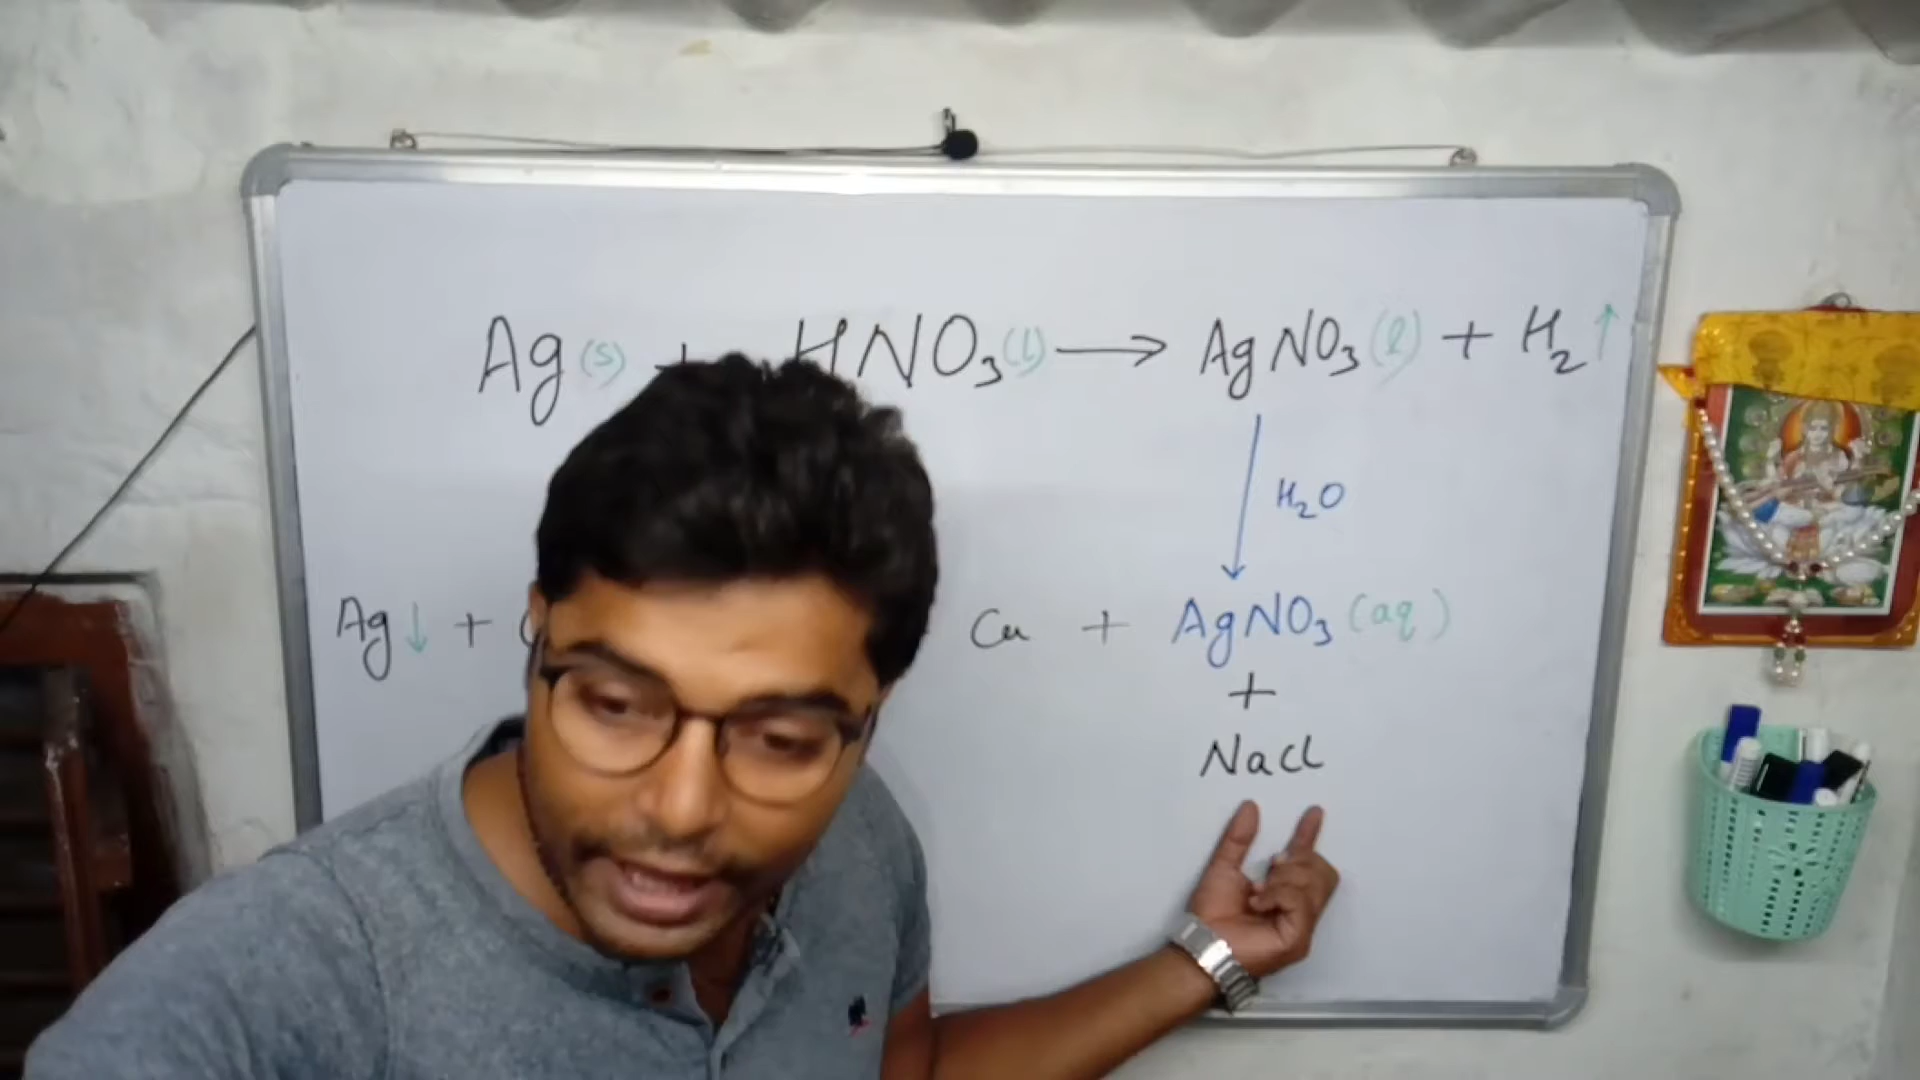 Ag(s) + HNO₃(l) → AgNO₃(l) + H₂↑
H₂O
Ag↓ + Cu + AgNO₃(aq)
+
NaCl